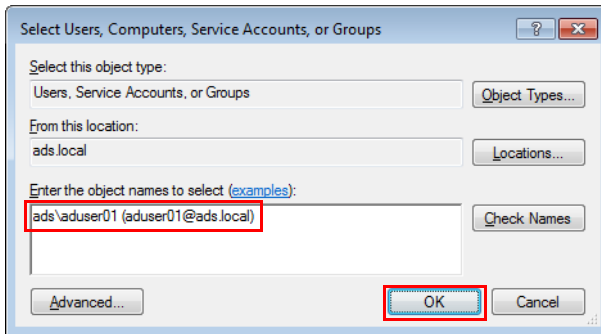 Select Users, Computers, Service Accounts, or Groups
Select this object type:
Users, Service Accounts, or Groups
Object Types...
From this location:
ads.local
Locations...
Enter the object names to select (examples):
ads\aduser01 (aduser01@ads.local)
Check Names
Advanced...
OK
Cancel